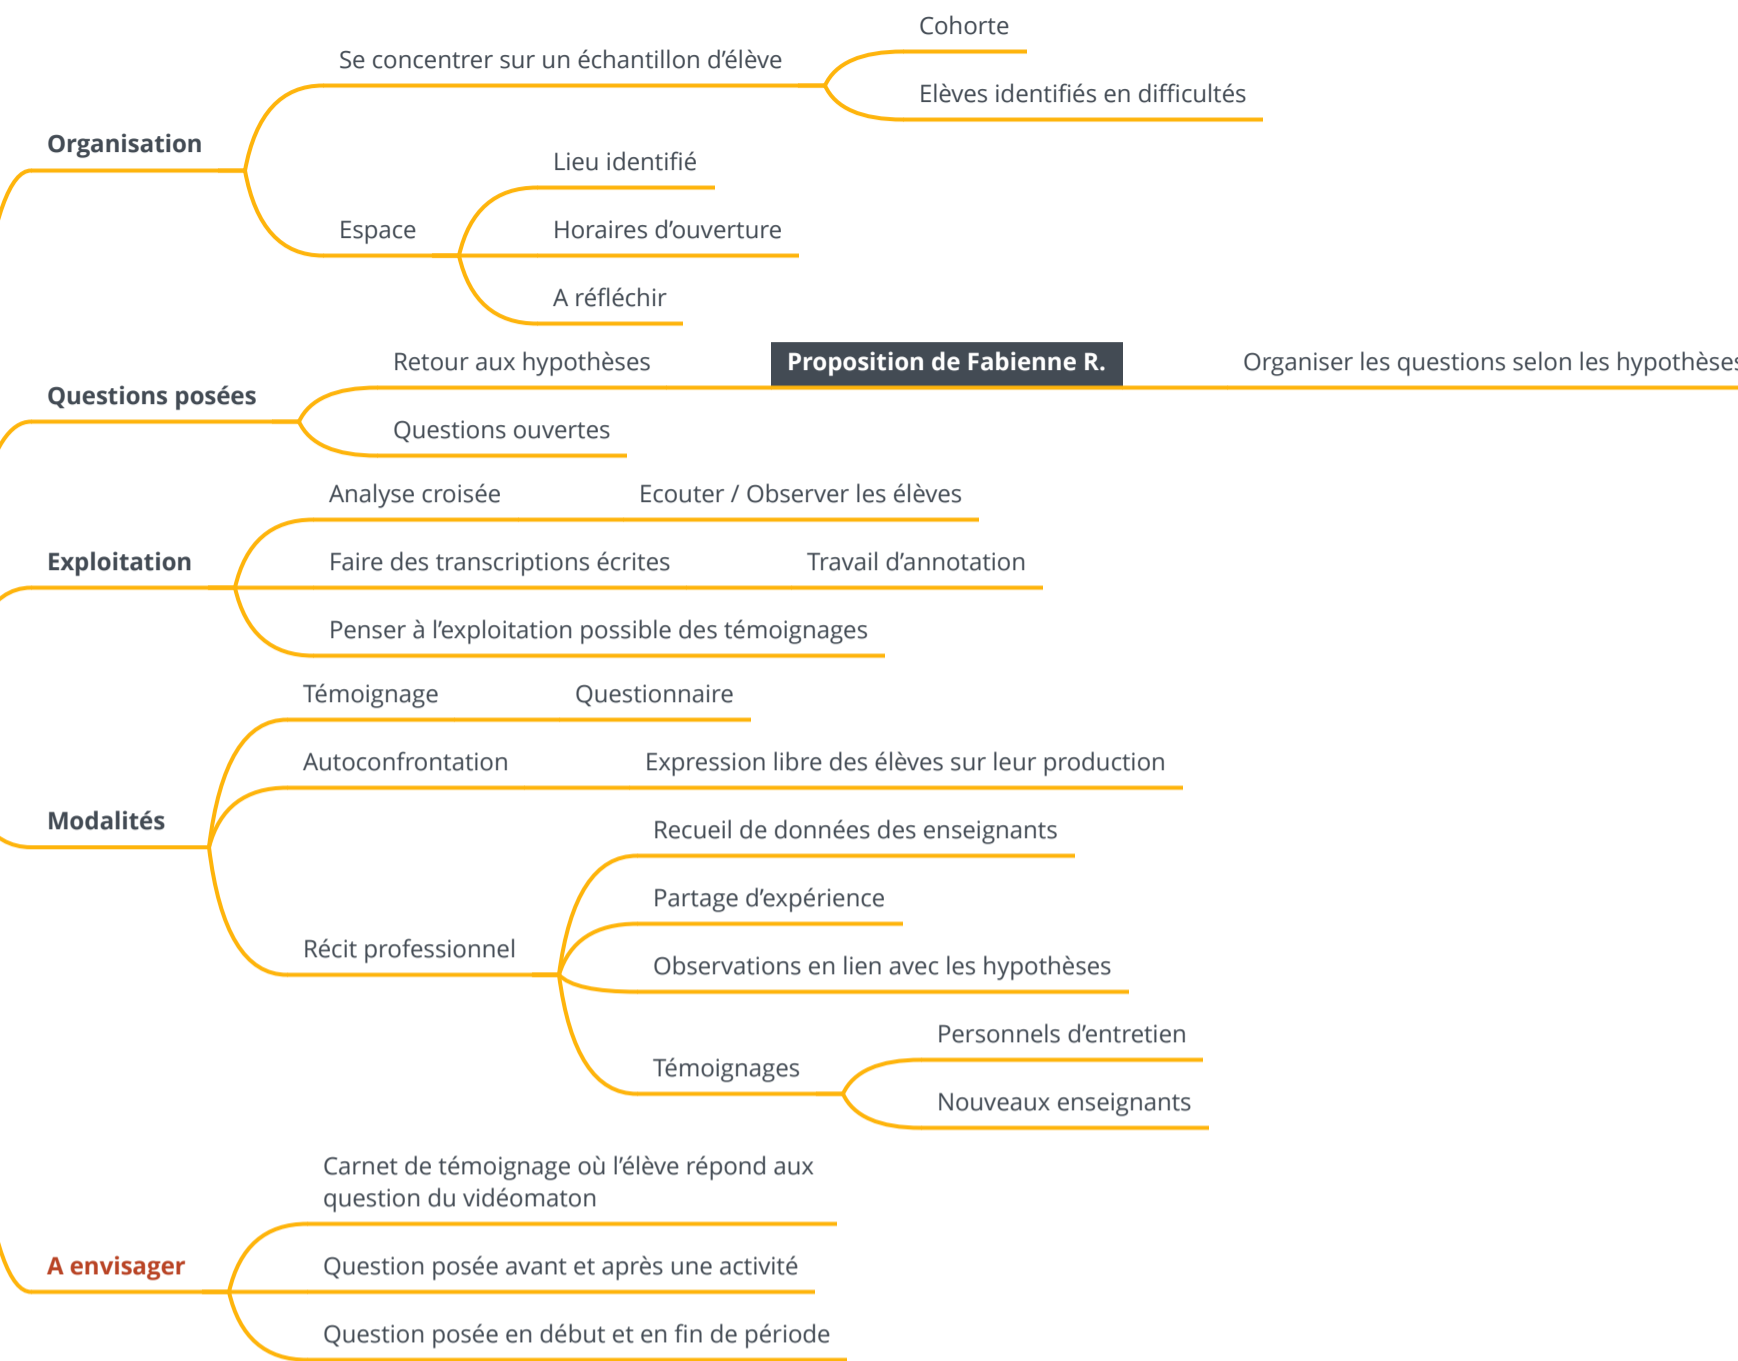 Organisation
Se concentrer sur un échantillon d’élève
Cohorte
Elèves identifiés en difficultés
Espace
Lieu identifié
Horaires d’ouverture
A réfléchir
Questions posées
Retour aux hypothèses
Proposition de Fabienne R.
Organiser les questions selon les hypothèses
Questions ouvertes
Exploitation
Analyse croisée
Ecouter / Observer les élèves
Faire des transcriptions écrites
Travail d’annotation
Penser à l’exploitation possible des témoignages
Modalités
Témoignage
Questionnaire
Autoconfrontation
Expression libre des élèves sur leur production
Récit professionnel
Recueil de données des enseignants
Partage d’expérience
Observations en lien avec les hypothèses
Témoignages
Personnels d’entretien
Nouveaux enseignants
A envisager
Carnet de témoignage où l’élève répond aux
question du vidéomaton
Question posée avant et après une activité
Question posée en début et en fin de période